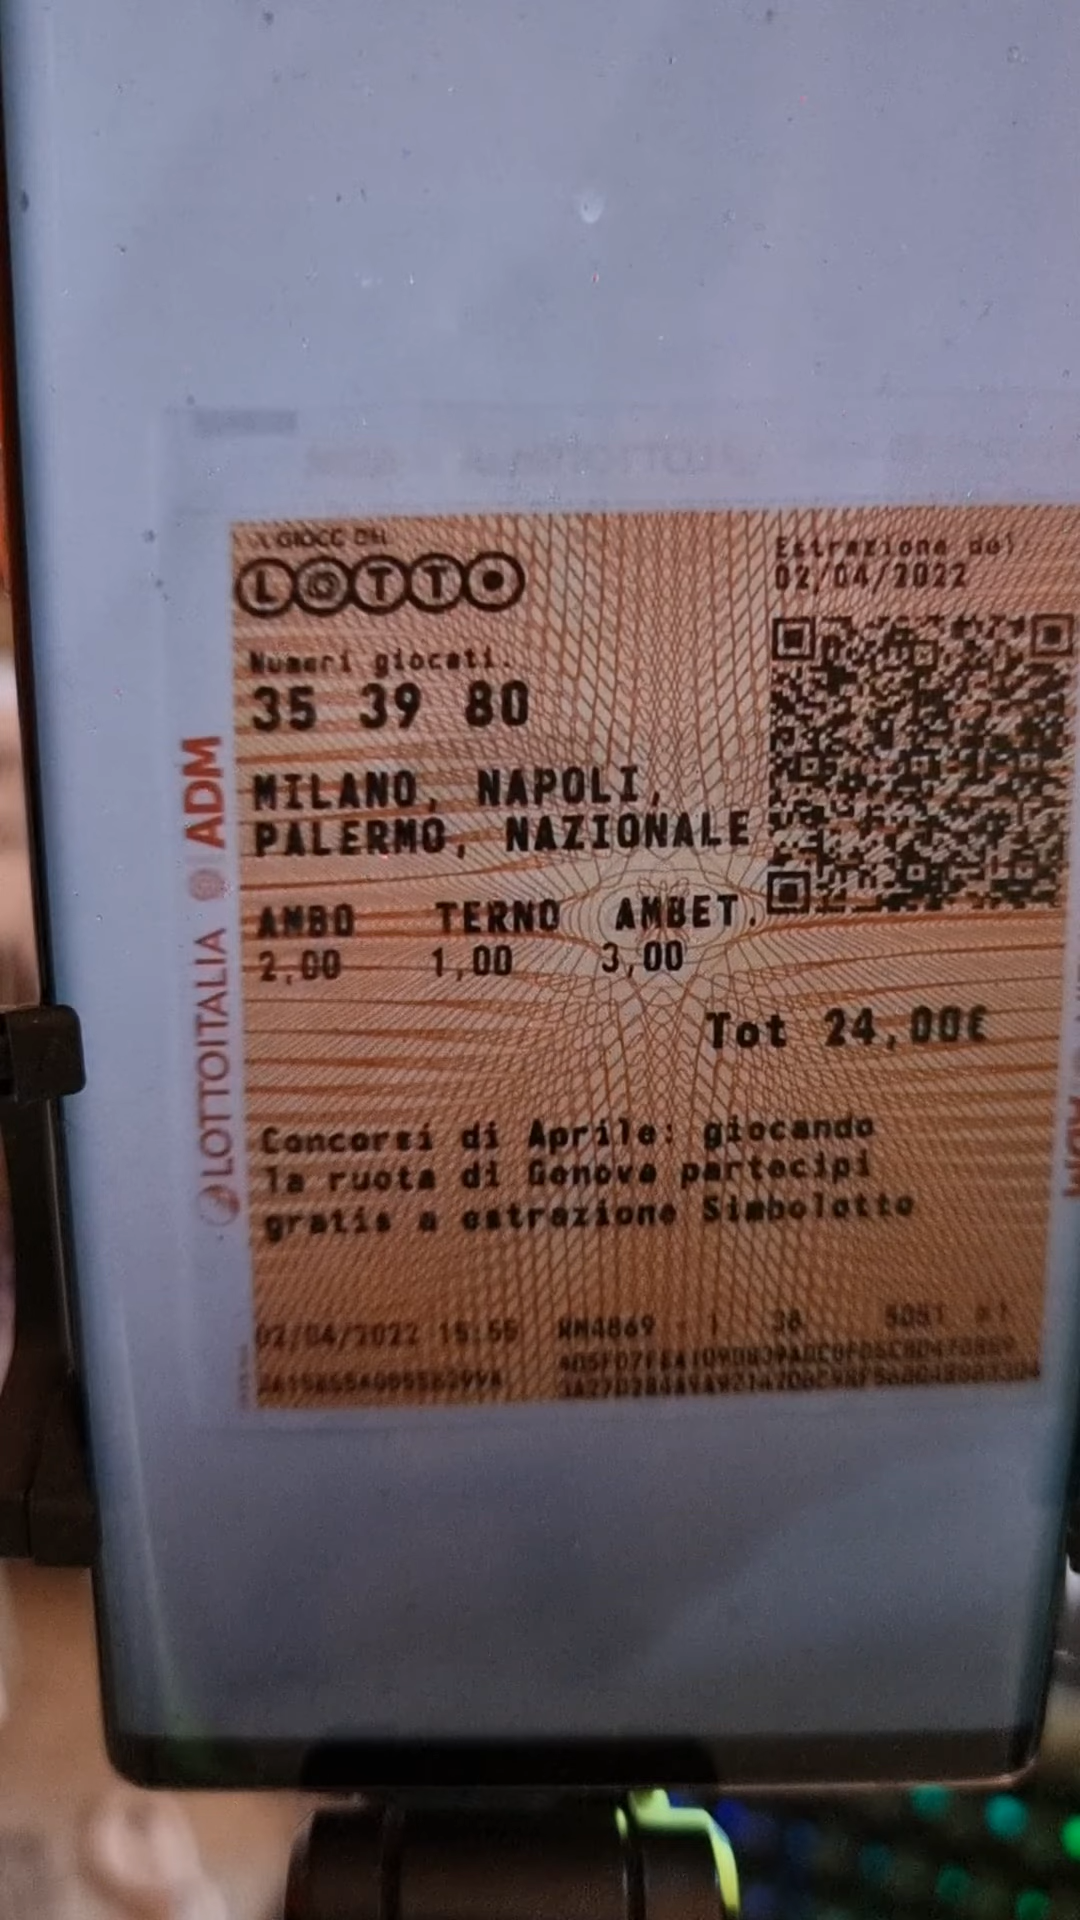 IL GIOCO DEL
LOTTO
Estrazione del
02/04/2022
Numeri giocati:
35 39 80
MILANO, NAPOLI,
PALERMO, NAZIONALE
AMBO TERNO AMBET.
2,00 1,00 3,00
Tot 24,00€
Concorsi di Aprile: giocando
la ruota di Genova partecipi
gratis a estrazione Simbolotto
02/04/2022 15:55 38
LOTTOITALIA ADM